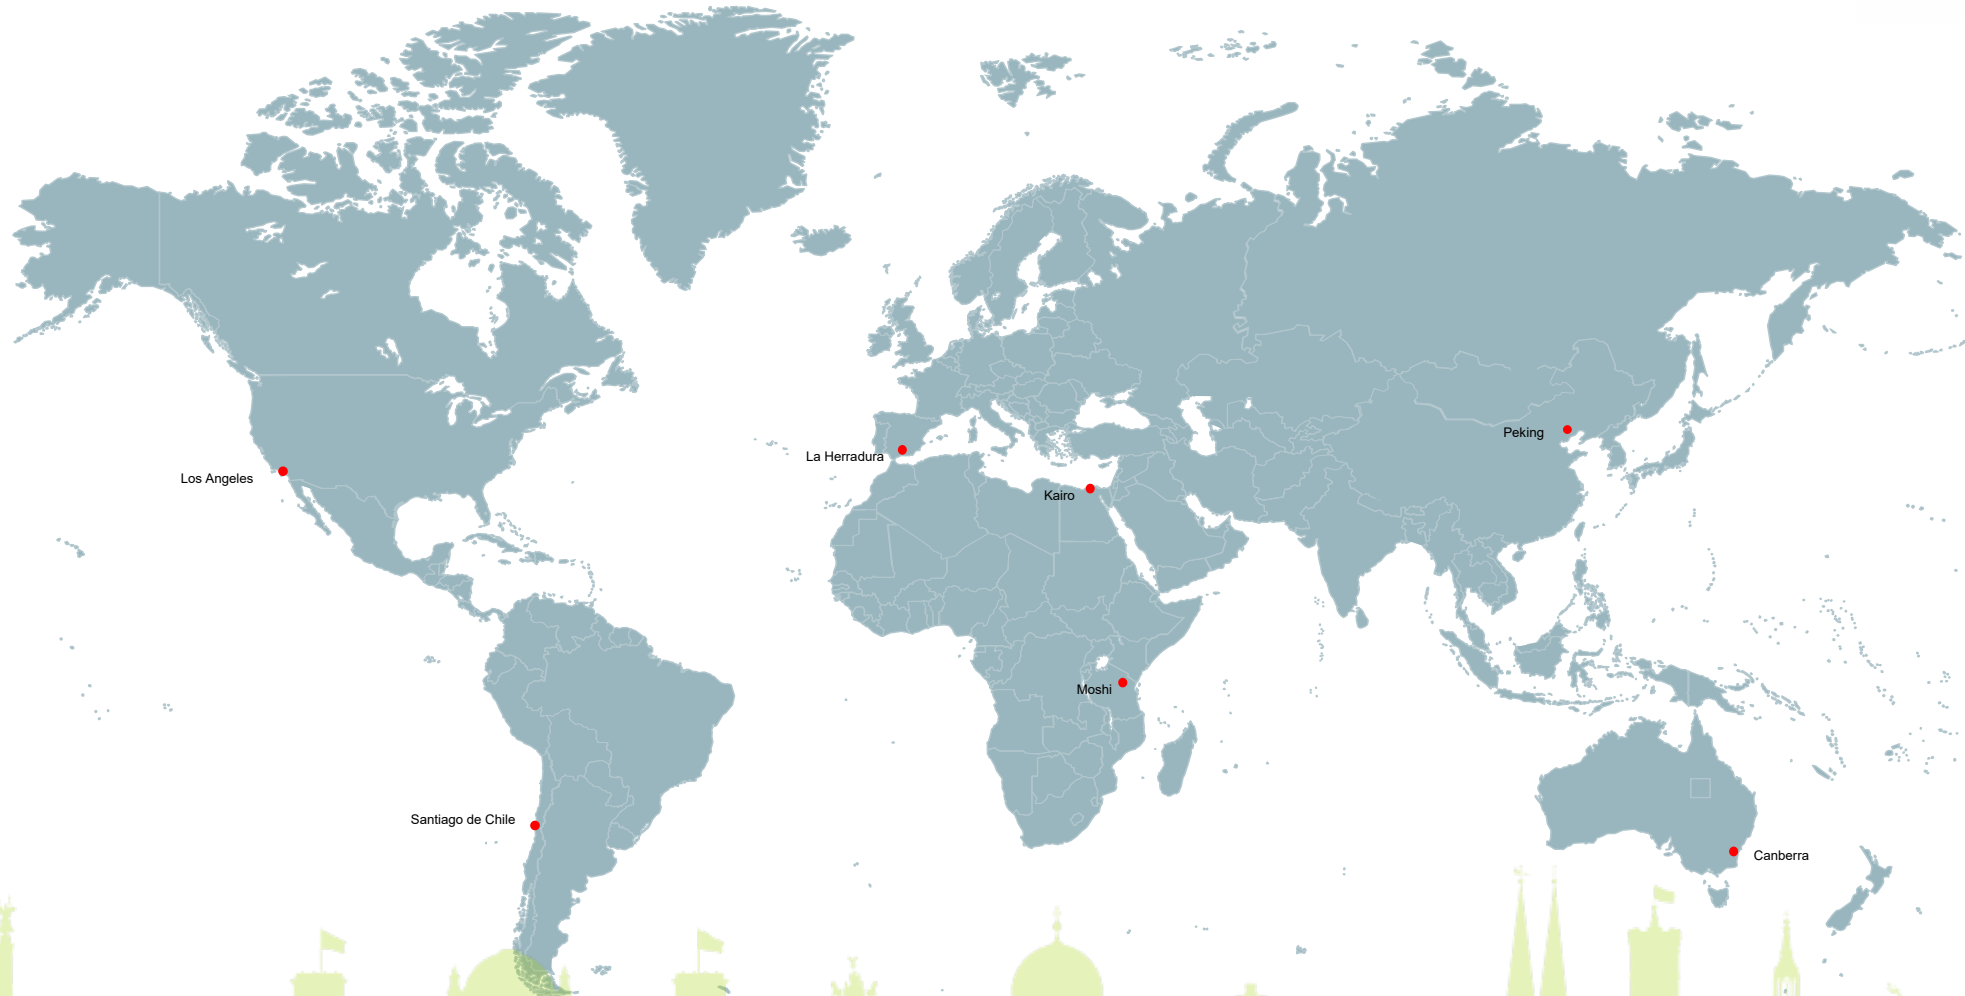 Peking
La Herradura
Los Angeles
Kairo
Moshi
Santiago de Chile
Canberra